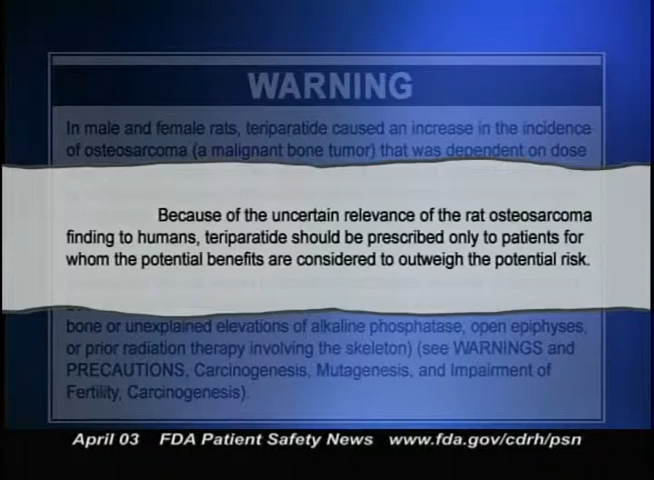 WARNING
In male and female rats, teriparatide caused an increase in the incidence
of osteosarcoma (a malignant bone tumor) that was dependent on dose
Because of the uncertain relevance of the rat osteosarcoma
finding to humans, teriparatide should be prescribed only to patients for
whom the potential benefits are considered to outweigh the potential risk.
bone or unexplained elevations of alkaline phosphatase, open epiphyses,
or prior radiation therapy involving the skeleton) (see WARNINGS and
PRECAUTIONS, Carcinogenesis, Mutagenesis, and Impairment of
Fertility, Carcinogenesis).
April 03 FDA Patient Safety News www.fda.gov/cdrh/psn